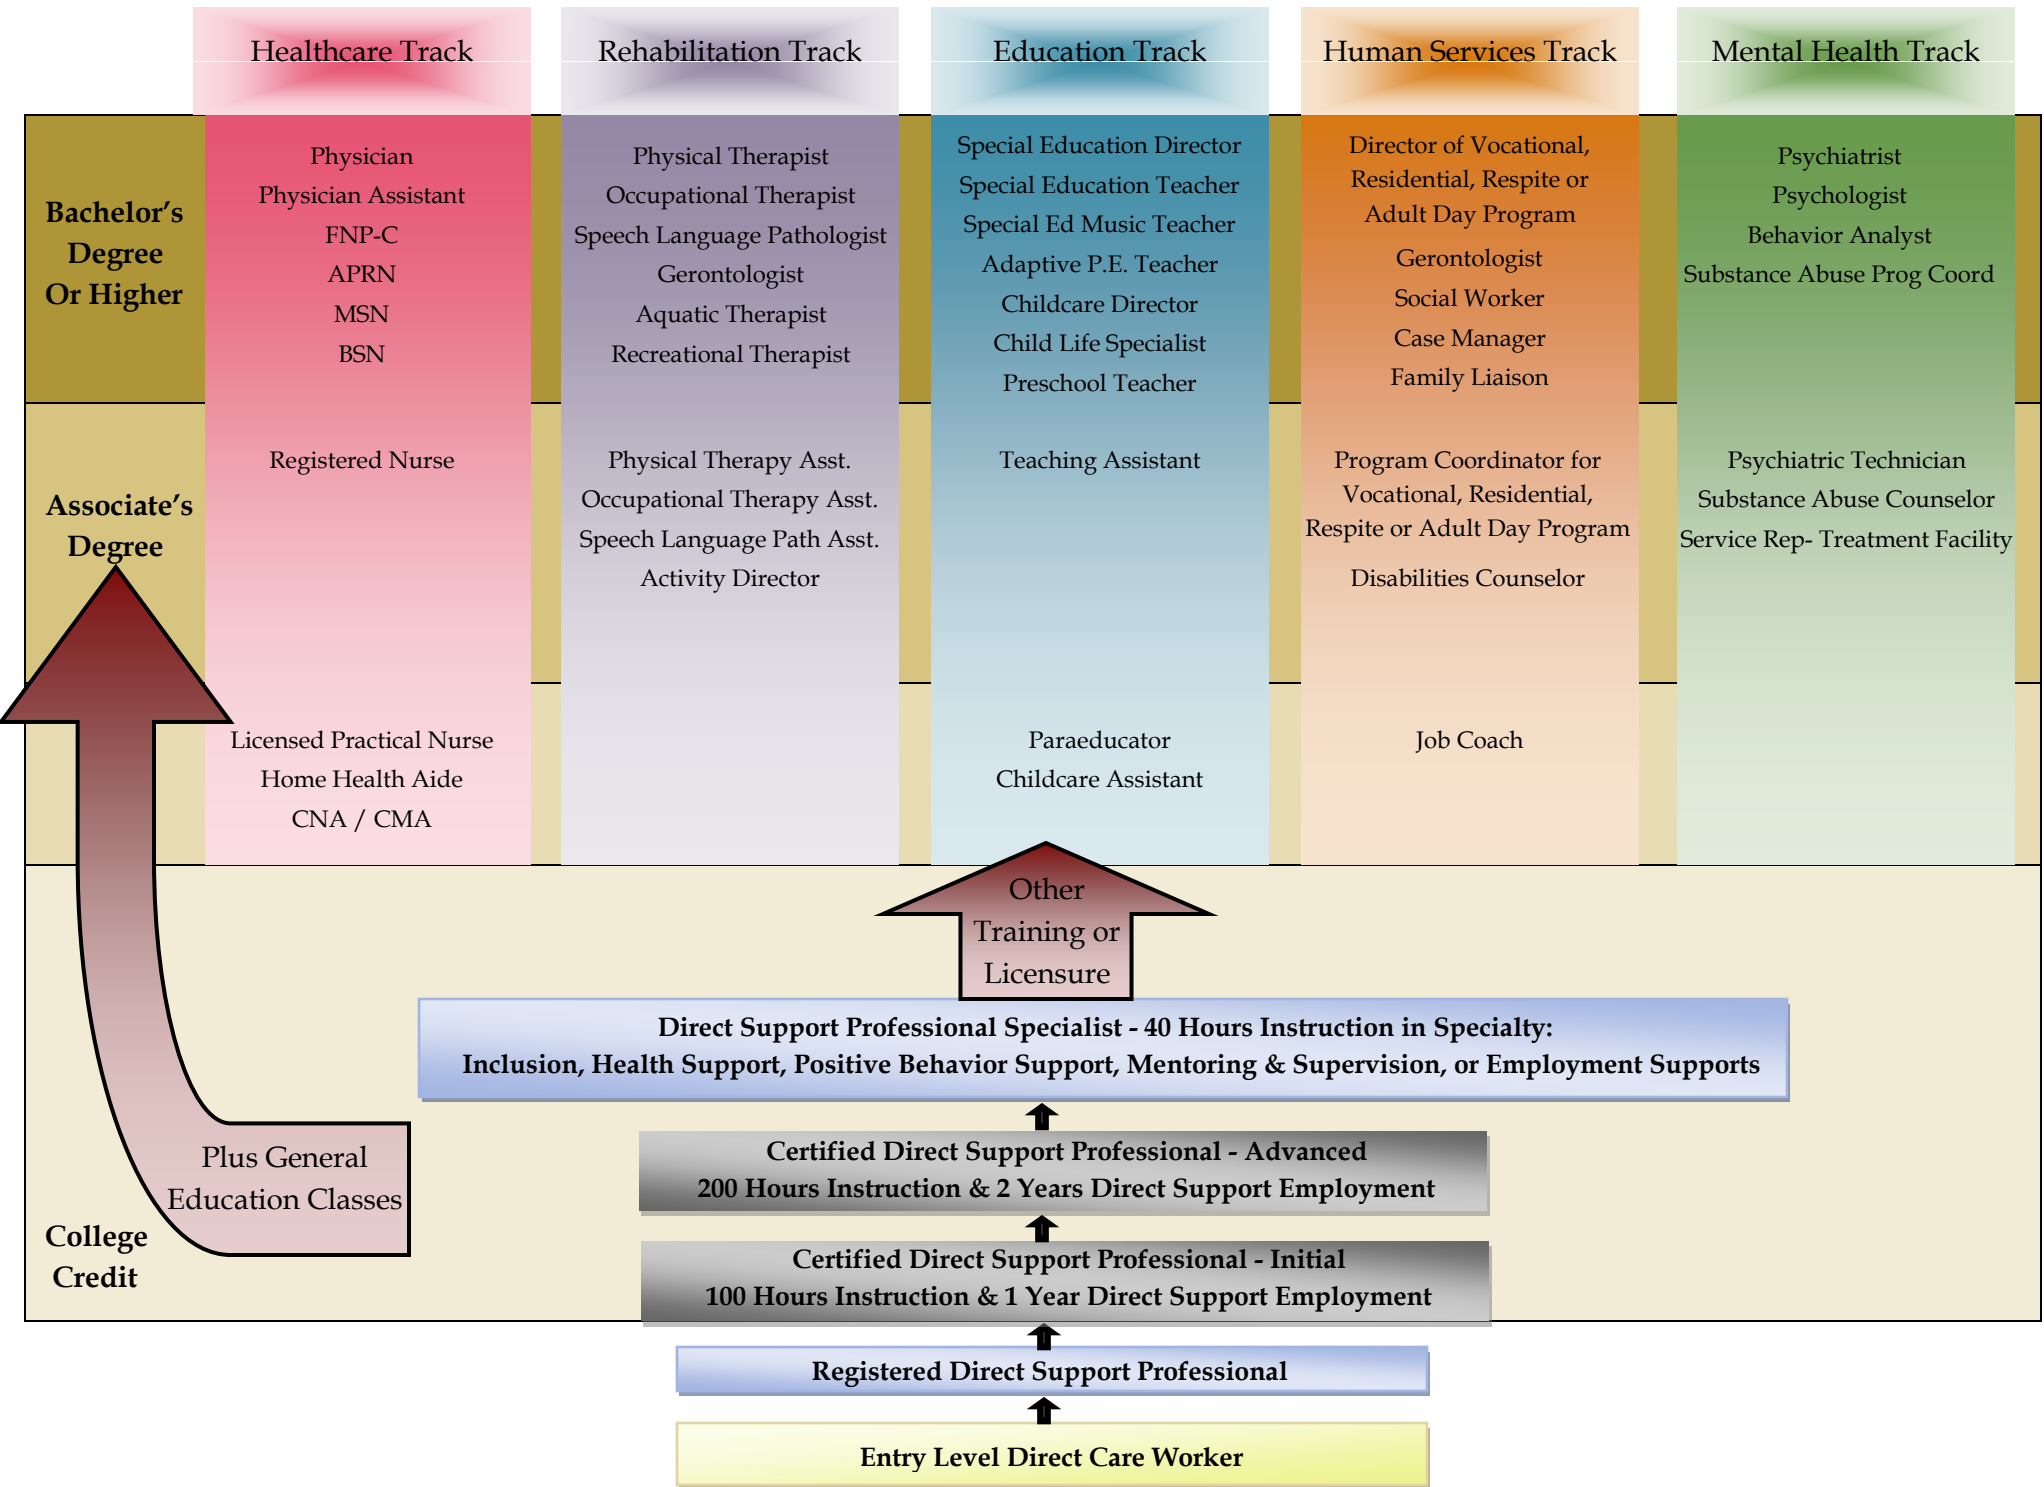 Healthcare Track
Rehabilitation Track
Education Track
Human Services Track
Mental Health Track
Bachelor’s
Degree
Or Higher
Physician
Physician Assistant
FNP-C
APRN
MSN
BSN
Physical Therapist
Occupational Therapist
Speech Language Pathologist
Gerontologist
Aquatic Therapist
Recreational Therapist
Special Education Director
Special Education Teacher
Special Ed Music Teacher
Adaptive P.E. Teacher
Childcare Director
Child Life Specialist
Preschool Teacher
Director of Vocational,
Residential, Respite or
Adult Day Program
Gerontologist
Social Worker
Case Manager
Family Liaison
Psychiatrist
Psychologist
Behavior Analyst
Substance Abuse Prog Coord
Associate’s
Degree
Registered Nurse
Physical Therapy Asst.
Occupational Therapy Asst.
Speech Language Path Asst.
Activity Director
Teaching Assistant
Program Coordinator for
Vocational, Residential,
Respite or Adult Day Program
Disabilities Counselor
Psychiatric Technician
Substance Abuse Counselor
Service Rep- Treatment Facility
Licensed Practical Nurse
Home Health Aide
CNA / CMA
Paraeducator
Childcare Assistant
Job Coach
Other
Training or
Licensure
Direct Support Professional Specialist - 40 Hours Instruction in Specialty:
Inclusion, Health Support, Positive Behavior Support, Mentoring & Supervision, or Employment Supports
Plus General
Education Classes
College
Credit
Certified Direct Support Professional - Advanced
200 Hours Instruction & 2 Years Direct Support Employment
Certified Direct Support Professional - Initial
100 Hours Instruction & 1 Year Direct Support Employment
Registered Direct Support Professional
Entry Level Direct Care Worker